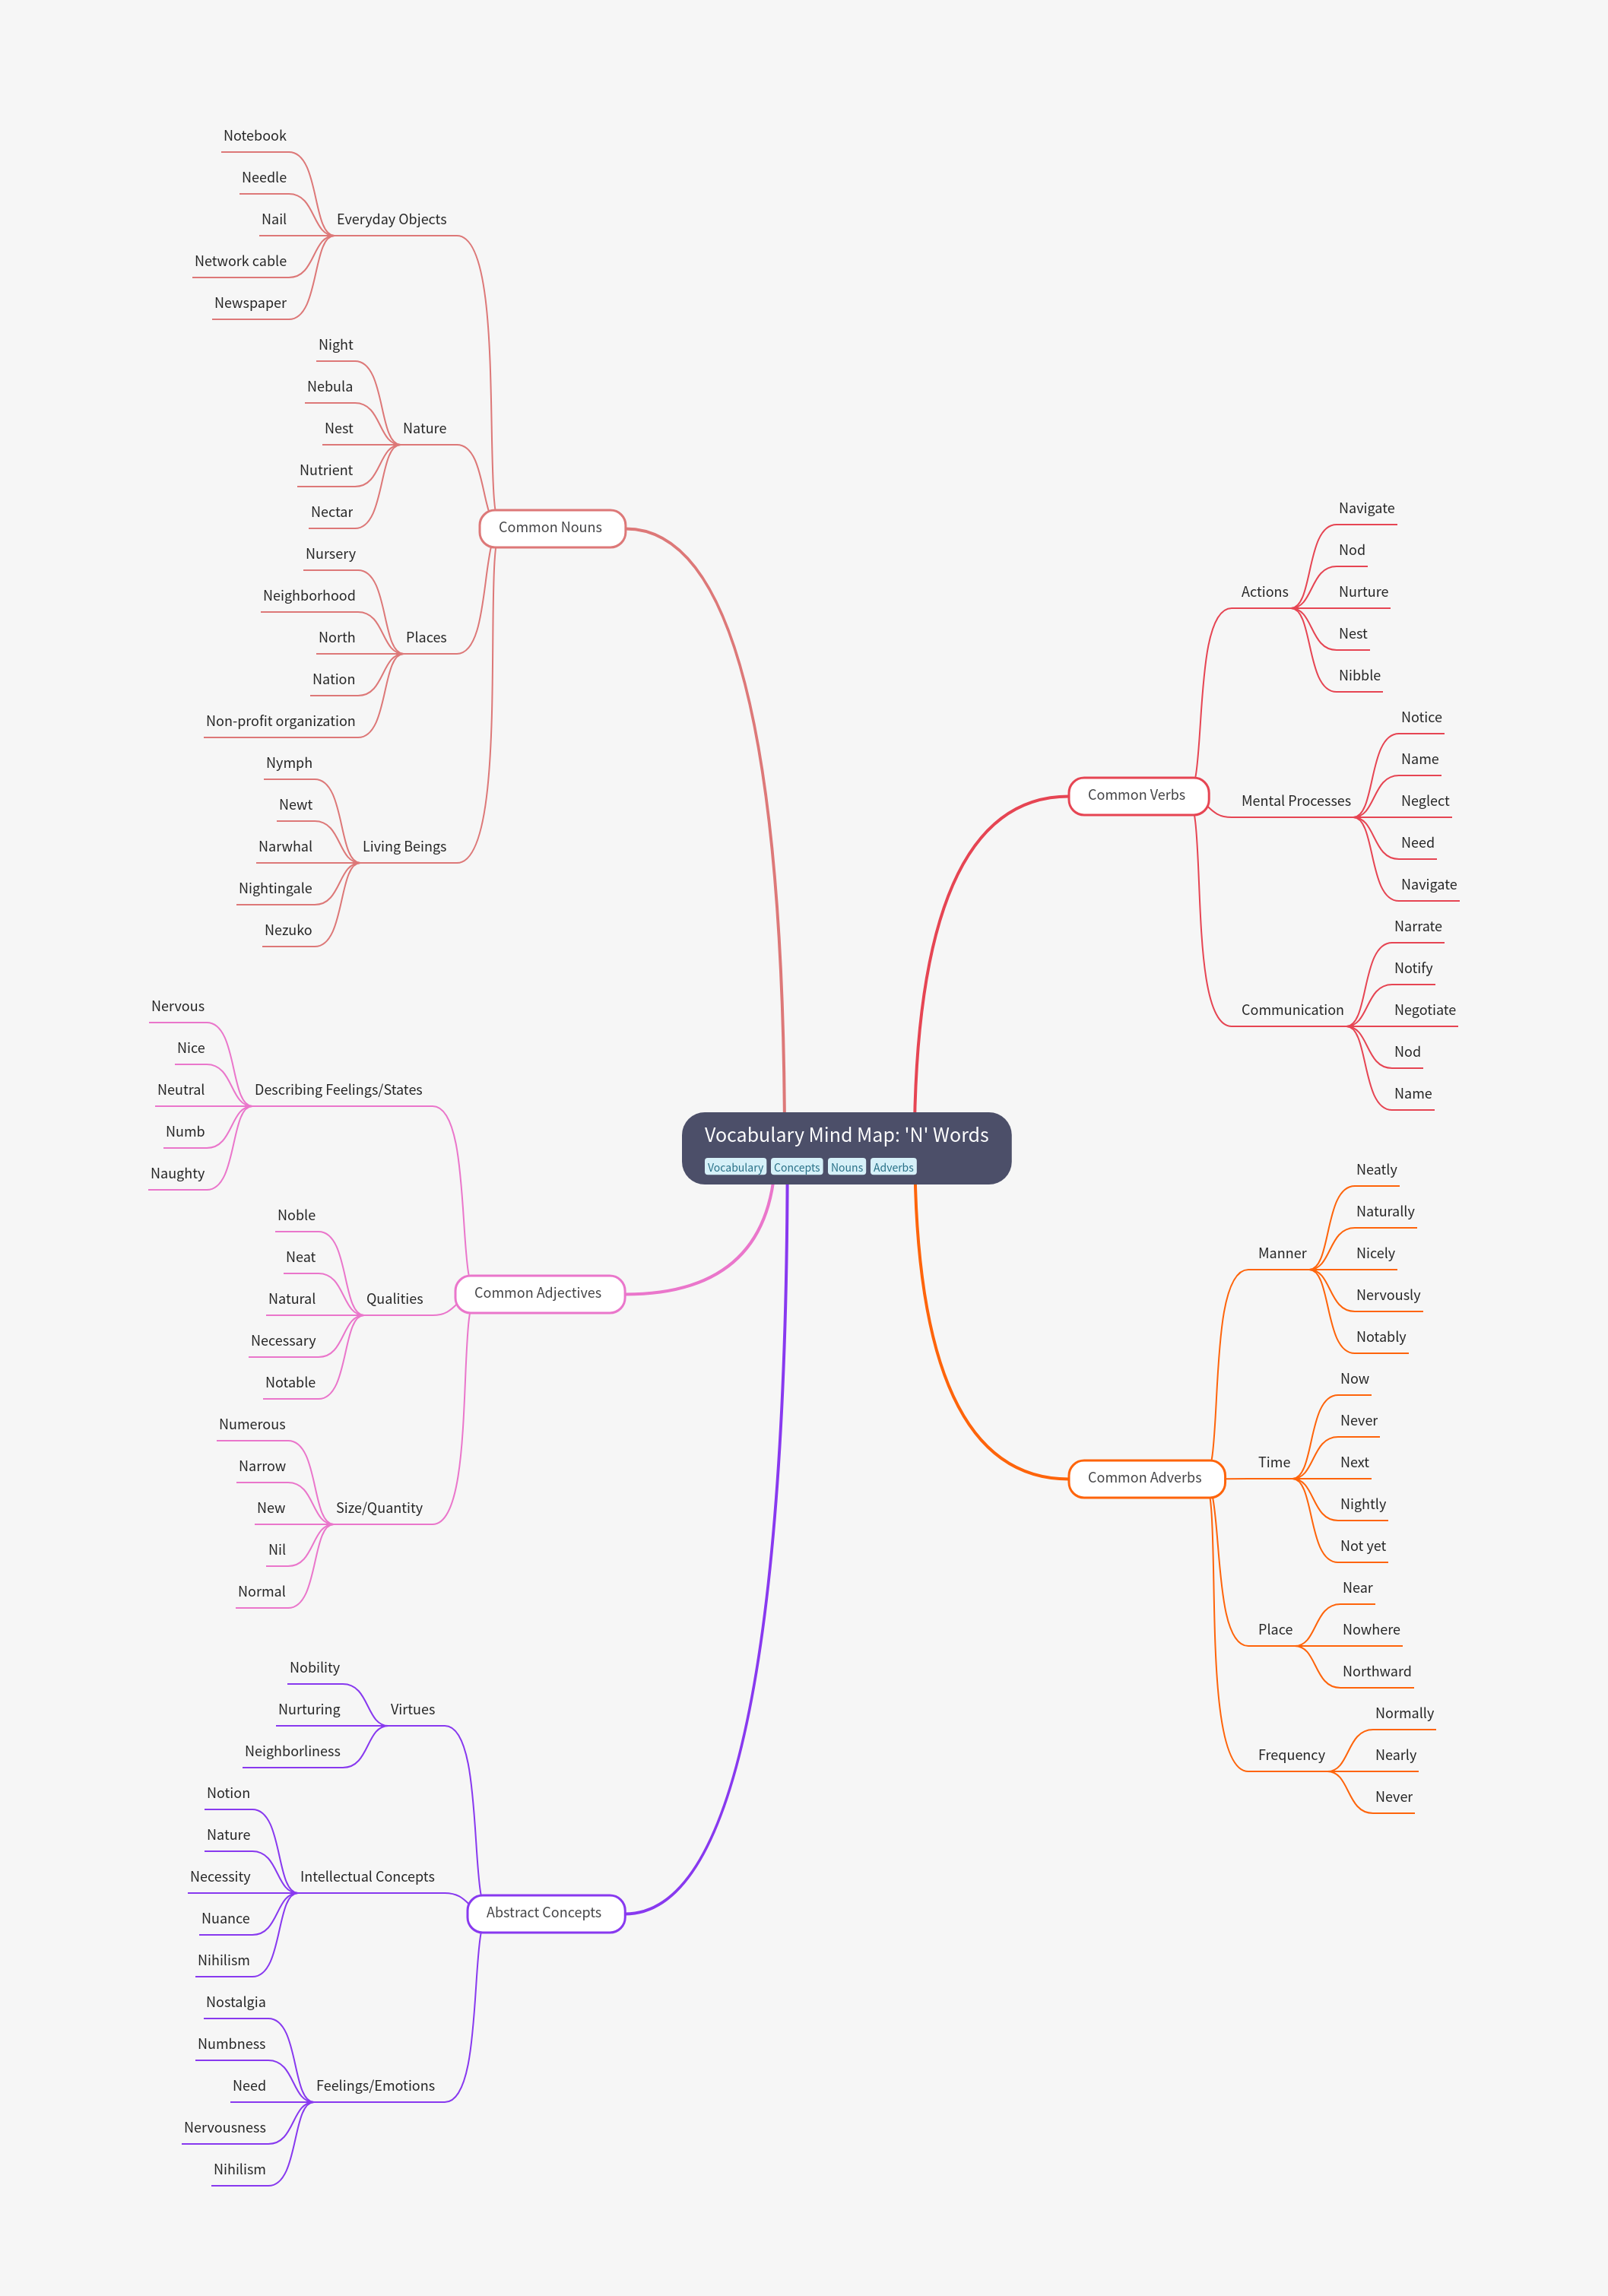 Vocabulary Mind Map: 'N' Words
Vocabulary Concepts Nouns Adverbs
Common Nouns
Everyday Objects
Notebook
Needle
Nail
Network cable
Newspaper
Nature
Night
Nebula
Nest
Nutrient
Nectar
Places
Nursery
Neighborhood
North
Nation
Non-profit organization
Living Beings
Nymph
Newt
Narwhal
Nightingale
Nezuko
Common Adjectives
Describing Feelings/States
Nervous
Nice
Neutral
Numb
Naughty
Qualities
Noble
Neat
Natural
Necessary
Notable
Size/Quantity
Numerous
Narrow
New
Nil
Normal
Abstract Concepts
Virtues
Nobility
Nurturing
Neighborliness
Intellectual Concepts
Notion
Nature
Necessity
Nuance
Nihilism
Feelings/Emotions
Nostalgia
Numbness
Need
Nervousness
Nihilism
Common Verbs
Actions
Navigate
Nod
Nurture
Nest
Nibble
Mental Processes
Notice
Name
Neglect
Need
Navigate
Communication
Narrate
Notify
Negotiate
Nod
Name
Common Adverbs
Manner
Neatly
Naturally
Nicely
Nervously
Notably
Time
Now
Never
Next
Nightly
Not yet
Place
Near
Nowhere
Northward
Frequency
Normally
Nearly
Never